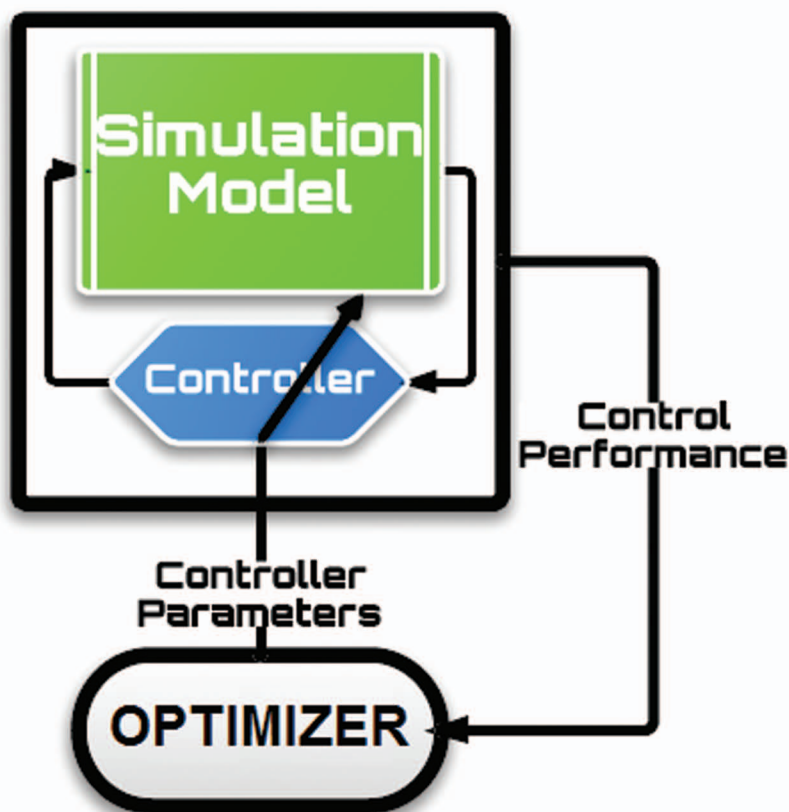 Simulation
Model
Controller
Control
Performance
Controller
Parameters
OPTIMIZER